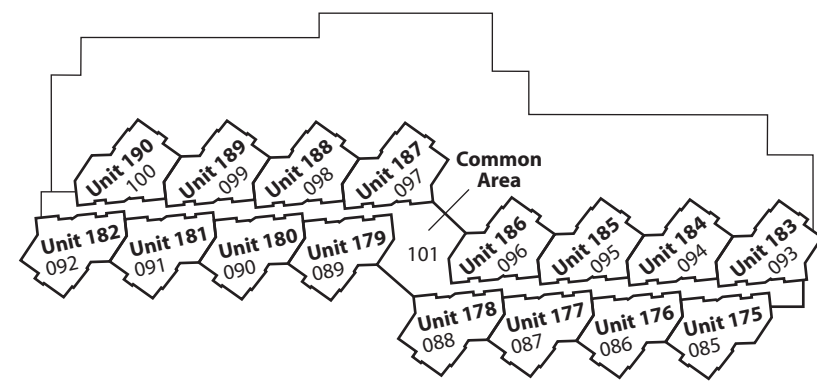 Unit 190
100
Unit 189
099
Unit 188
098
Unit 187
097
Common
Area
101
Unit 186
096
Unit 185
095
Unit 184
094
Unit 183
093
Unit 182
092
Unit 181
091
Unit 180
090
Unit 179
089
Unit 178
088
Unit 177
087
Unit 176
086
Unit 175
085